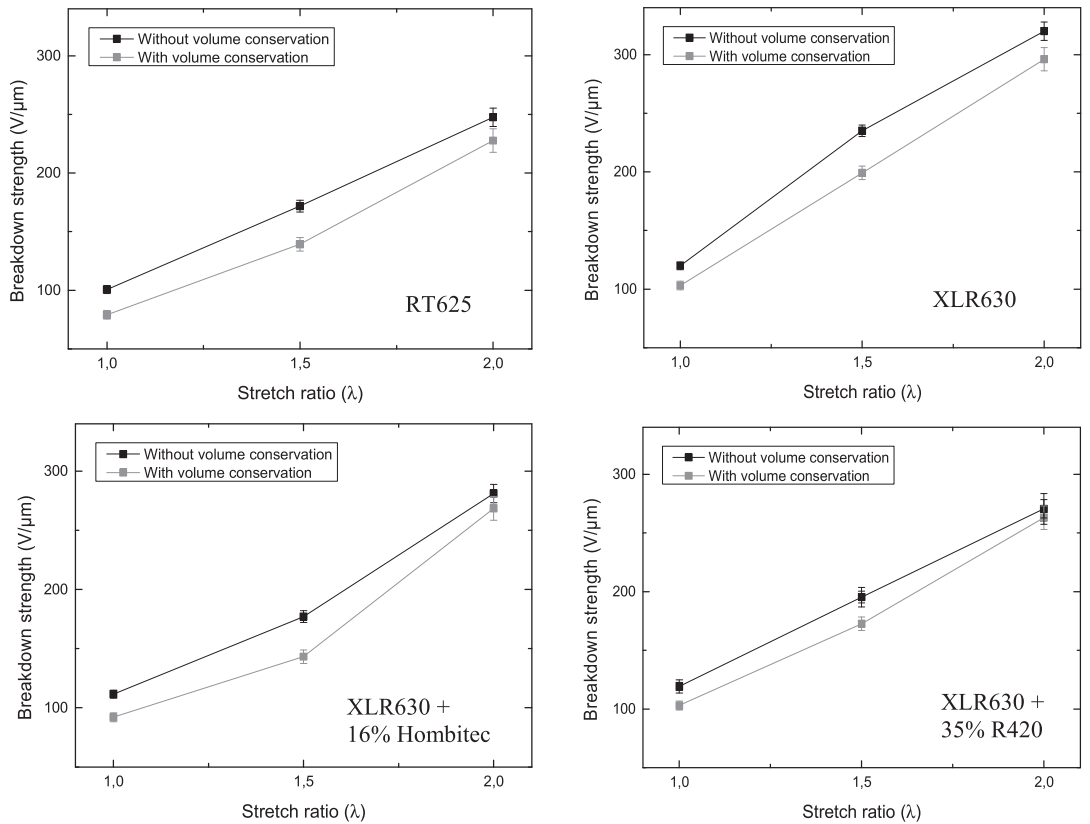 Without volume conservation
With volume conservation
300
200
100
Breakdown strength (V/μm)
RT625
1,0
1,5
2,0
Stretch ratio (λ)
Without volume conservation
With volume conservation
300
200
100
Breakdown strength (V/μm)
XLR630
1,0
1,5
2,0
Stretch ratio (λ)
Without volume conservation
With volume conservation
300
200
100
Breakdown strength (V/μm)
XLR630 +
16% Hombitec
1,0
1,5
2,0
Stretch ratio (λ)
Without volume conservation
With volume conservation
300
200
100
Breakdown strength (V/μm)
XLR630 +
35% R420
1,0
1,5
2,0
Stretch ratio (λ)